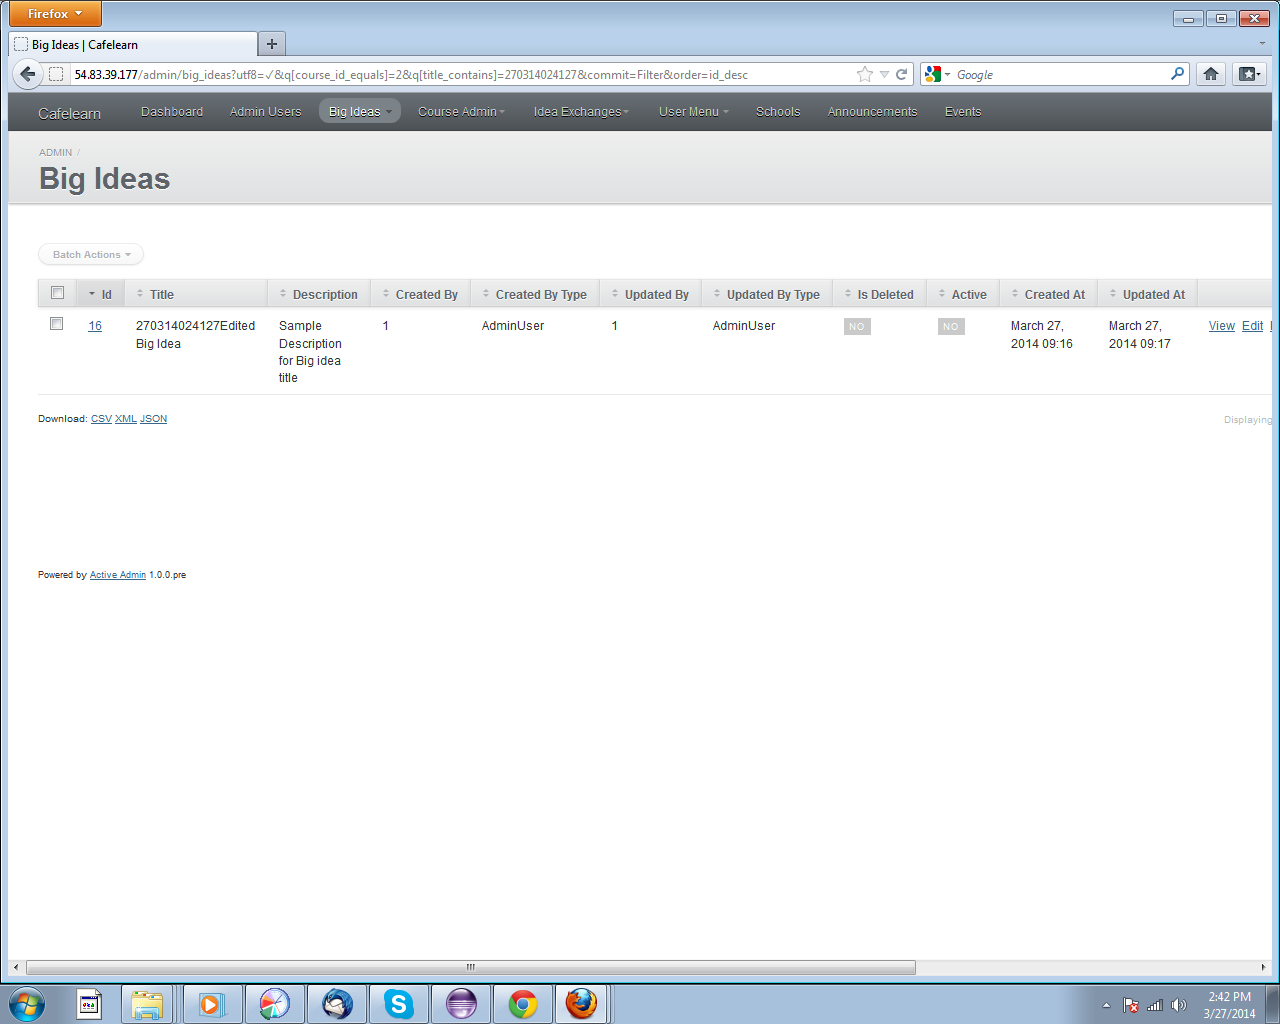 Firefox
Big Ideas | Cafelearn
54.83.39.177/admin/big_ideas?utf8=✓&q[course_id_equals]=2&q[title_contains]=270314024127&commit=Filter&order=id_desc
Google
Cafelearn Dashboard Admin Users Big Ideas Course Admin Idea Exchanges User Menu Schools Announcements Events
ADMIN /
Big Ideas
Batch Actions
Id Title Description Created By Created By Type Updated By Updated By Type Is Deleted Active Created At Updated At
16 270314024127Edited Sample 1 AdminUser 1 AdminUser NO NO March 27, March 27, View Edit
Big Idea Description 2014 09:16 2014 09:17
for Big idea
title
Download: CSV XML JSON
Displaying
Powered by Active Admin 1.0.0.pre
2:42 PM
3/27/2014